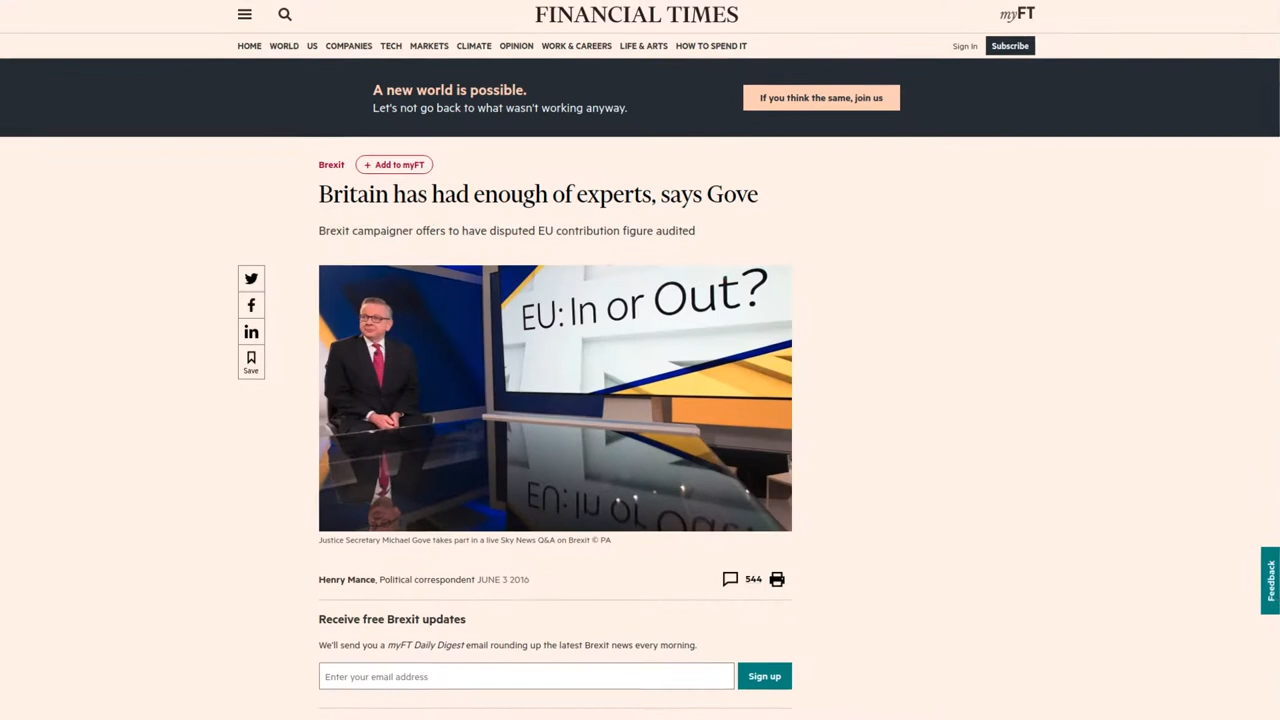 FINANCIAL TIMES
myFT
HOME WORLD US COMPANIES TECH MARKETS CLIMATE OPINION WORK & CAREERS LIFE & ARTS HOW TO SPEND IT
Sign In Subscribe
A new world is possible.
Let's not go back to what wasn't working anyway.
If you think the same, join us
Brexit + Add to myFT
Britain has had enough of experts, says Gove
Brexit campaigner offers to have disputed EU contribution figure audited
EU: In or Out?
Save
Justice Secretary Michael Gove takes part in a live Sky News Q&A on Brexit © PA
Henry Mance, Political correspondent JUNE 3 2016
544
Feedback
Receive free Brexit updates
We'll send you a myFT Daily Digest email rounding up the latest Brexit news every morning.
Enter your email address
Sign up